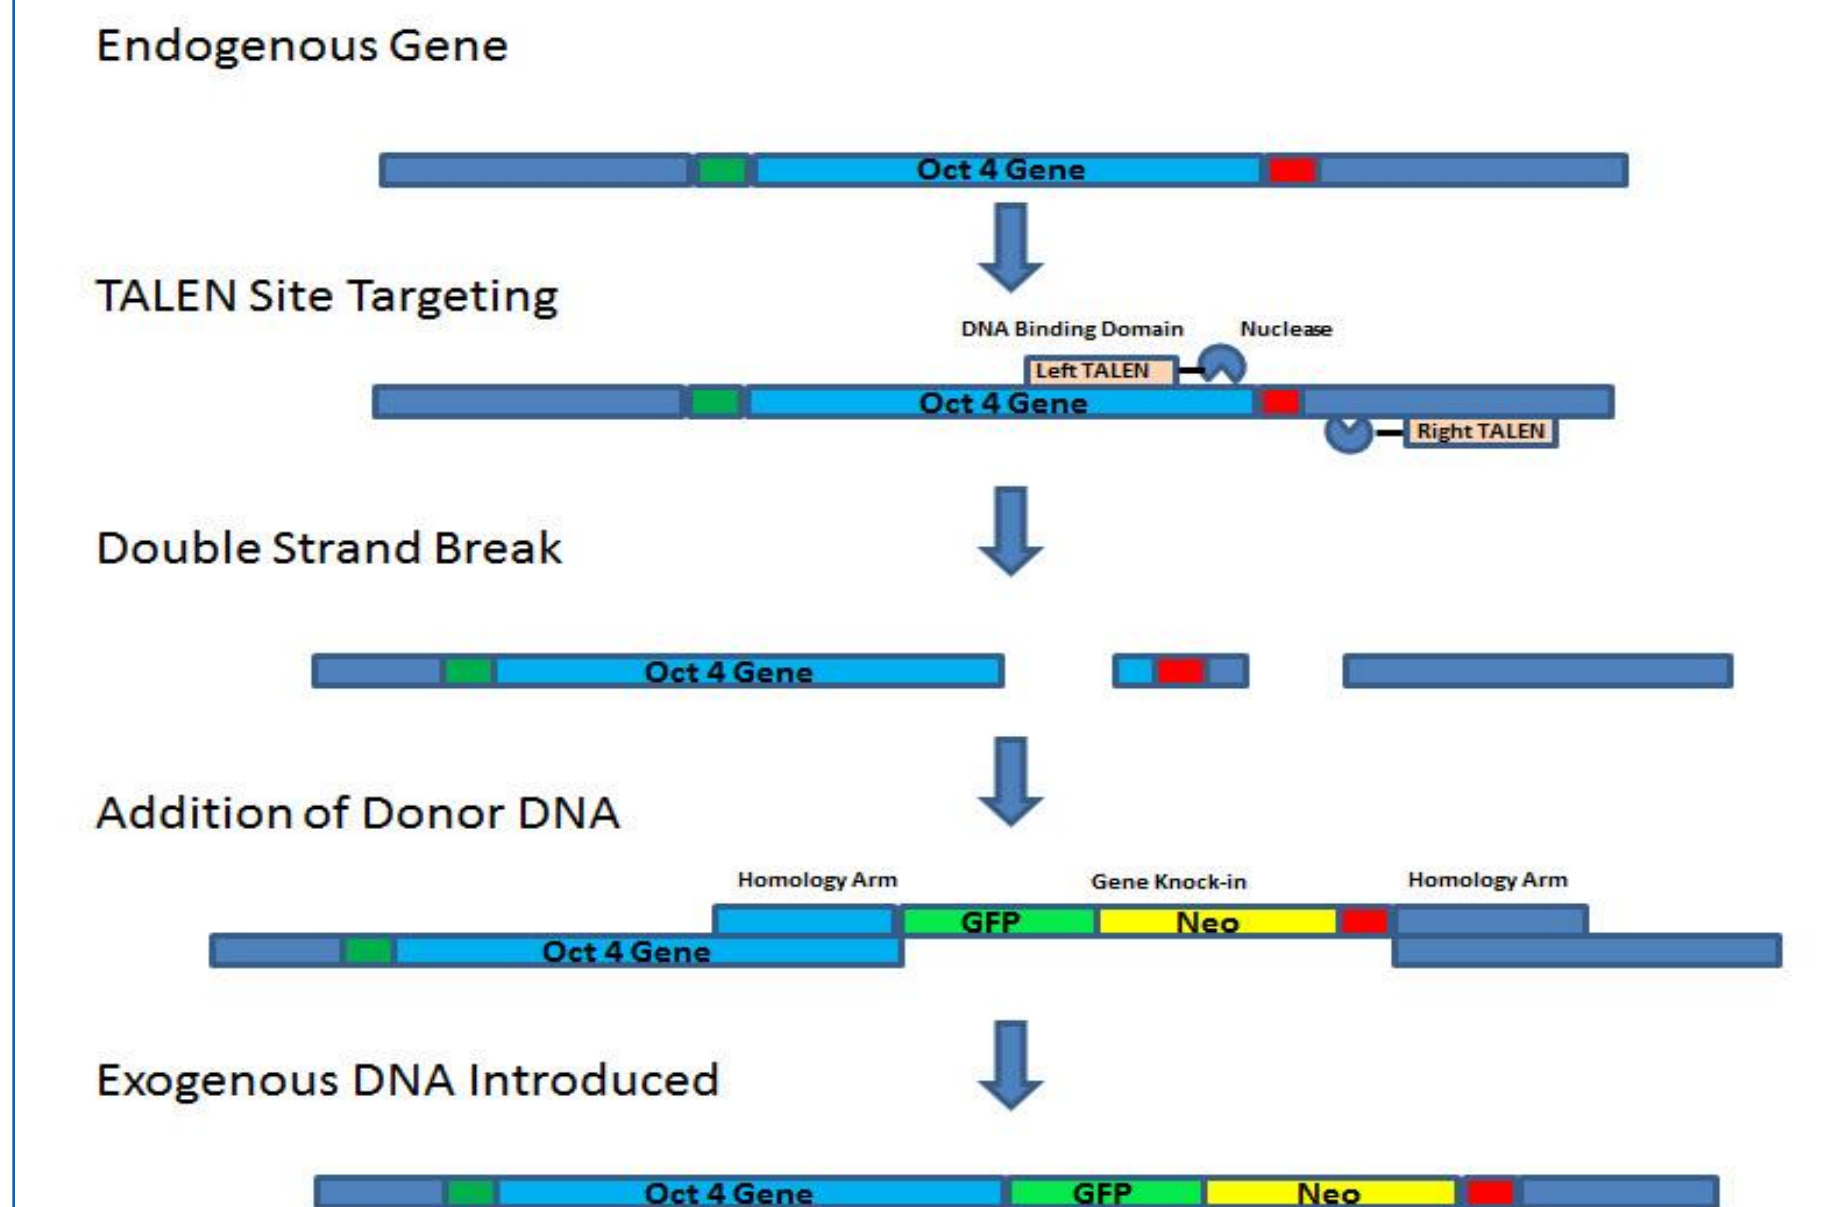 Endogenous Gene
Oct 4 Gene
TALEN Site Targeting
DNA Binding Domain Nuclease
Left TALEN
Oct 4 Gene
Right TALEN
Double Strand Break
Oct 4 Gene
Addition of Donor DNA
Homology Arm Gene Knock-in Homology Arm
GFP Neo
Oct 4 Gene
Exogenous DNA Introduced
Oct 4 Gene GFP Neo